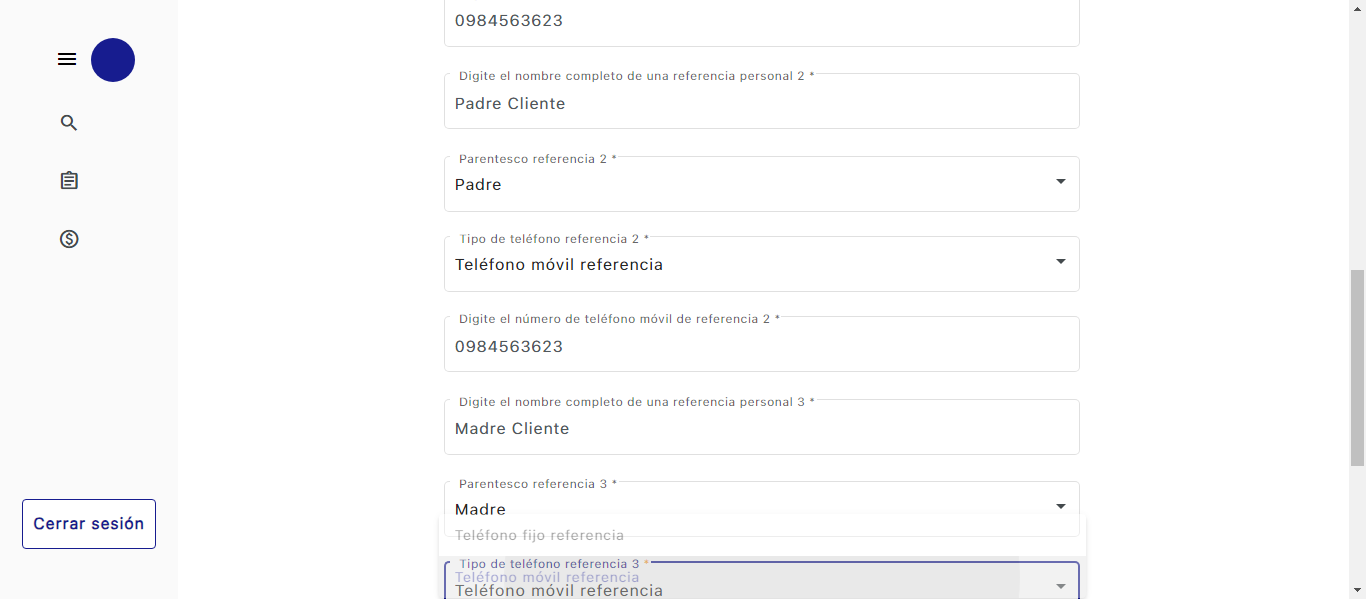 0984563623
Digite el nombre completo de una referencia personal 2 *
Padre Cliente
Parentesco referencia 2 *
Padre
Tipo de teléfono referencia 2 *
Teléfono móvil referencia
Digite el número de teléfono móvil de referencia 2 *
0984563623
Digite el nombre completo de una referencia personal 3 *
Madre Cliente
Parentesco referencia 3 *
Madre
Cerrar sesión
Teléfono fijo referencia
Tipo de teléfono referencia 3 *
Teléfono móvil referencia
Teléfono móvil referencia